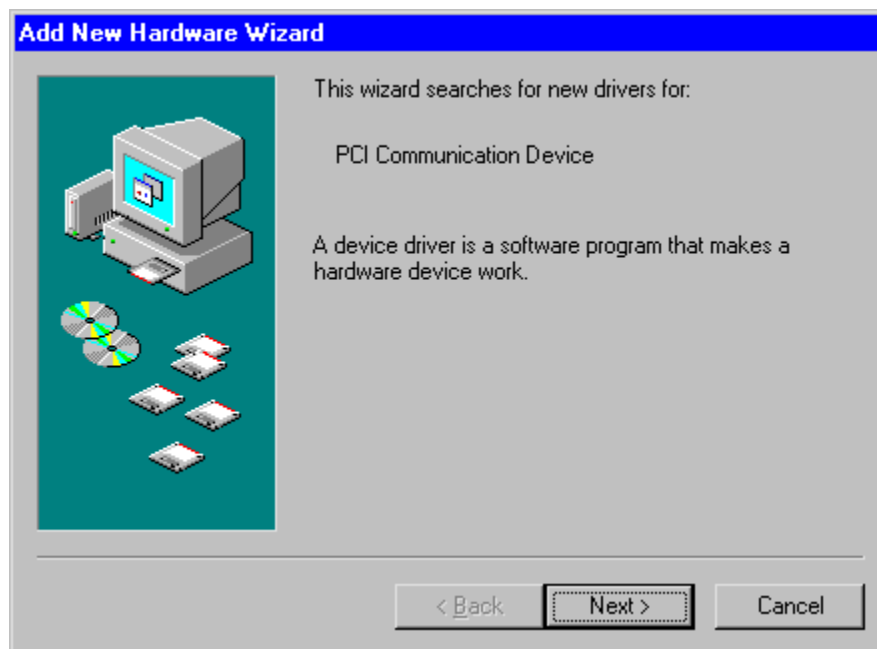 Add New Hardware Wizard
This wizard searches for new drivers for:
PCI Communication Device
A device driver is a software program that makes a
hardware device work.
< Back
Next >
Cancel